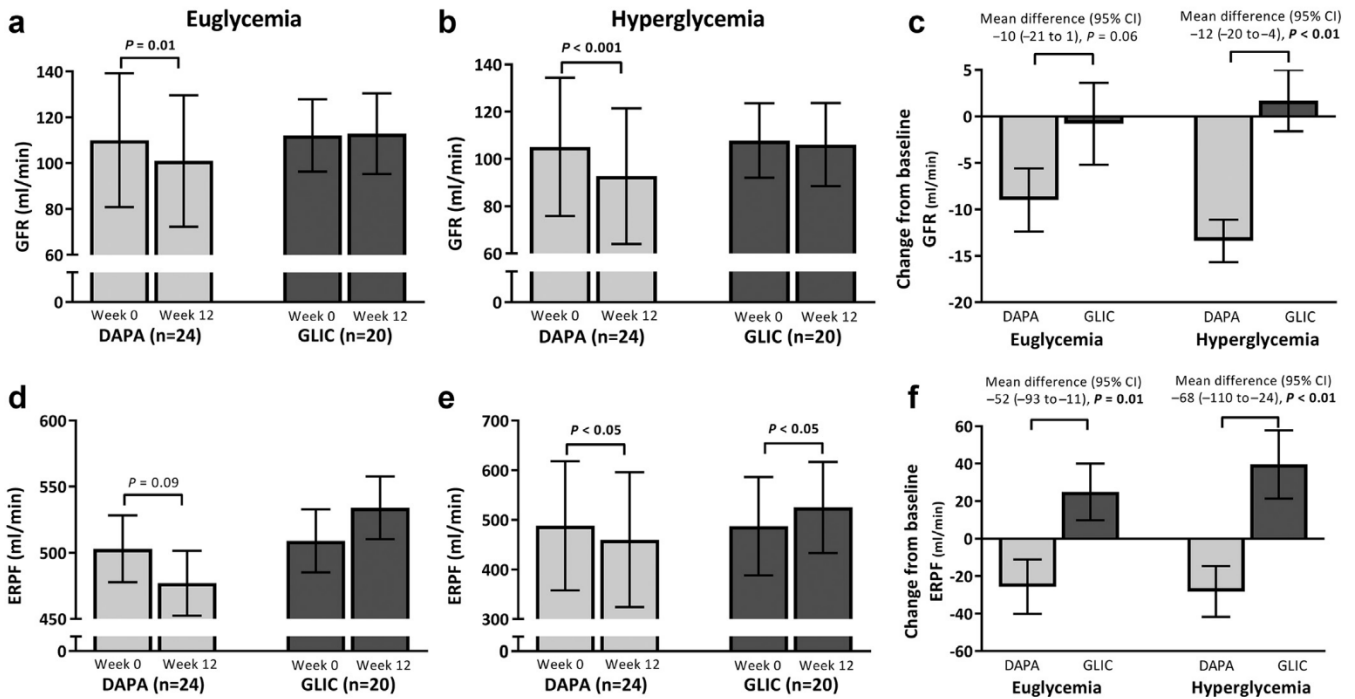 a
Euglycemia
P = 0.01
140
120
100
80
60
0
GFR (ml/min)
Week 0 Week 12
DAPA (n=24)
GLIC (n=20)
b
Hyperglycemia
P < 0.001
140
120
100
80
60
0
GFR (ml/min)
Week 0 Week 12
DAPA (n=24)
GLIC (n=20)
c
Mean difference (95% CI)
−10 (−21 to 1), P = 0.06
Mean difference (95% CI)
−12 (−20 to −4), P < 0.01
5
0
-5
-10
-15
-20
Change from baseline
GFR (ml/min)
DAPA GLIC
Euglycemia
DAPA GLIC
Hyperglycemia
d
P = 0.09
600
550
500
450
0
ERPF (ml/min)
Week 0 Week 12
DAPA (n=24)
Week 0 Week 12
GLIC (n=20)
e
P < 0.05
P < 0.05
700
600
500
400
300
0
ERPF (ml/min)
Week 0 Week 12
DAPA (n=24)
Week 0 Week 12
GLIC (n=20)
f
Mean difference (95% CI)
−52 (−93 to −11), P = 0.01
Mean difference (95% CI)
−68 (−110 to −24), P < 0.01
60
40
20
0
-20
-40
-60
Change from baseline
ERPF (ml/min)
DAPA GLIC
Euglycemia
DAPA GLIC
Hyperglycemia